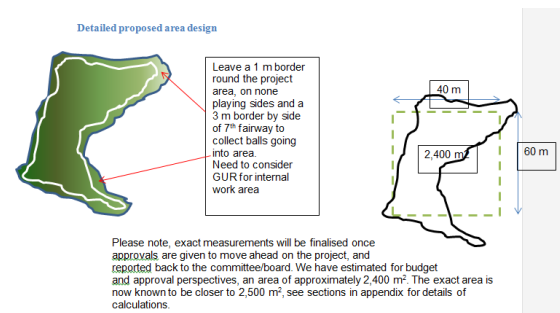 Detailed proposed area design
Leave a 1 m border
round the project
area, on none
playing sides and a
3 m border by side
of 7th fairway to
collect balls going
into area.
Need to consider
GUR for internal
work area
40 m
2,400 m2
60 m
Please note, exact measurements will be finalised once
approvals are given to move ahead on the project, and
reported back to the committee/board. We have estimated for budget
and approval perspectives, an area of approximately 2,400 m². The exact area is
now known to be closer to 2,500 m², see sections in appendix for details of
calculations.